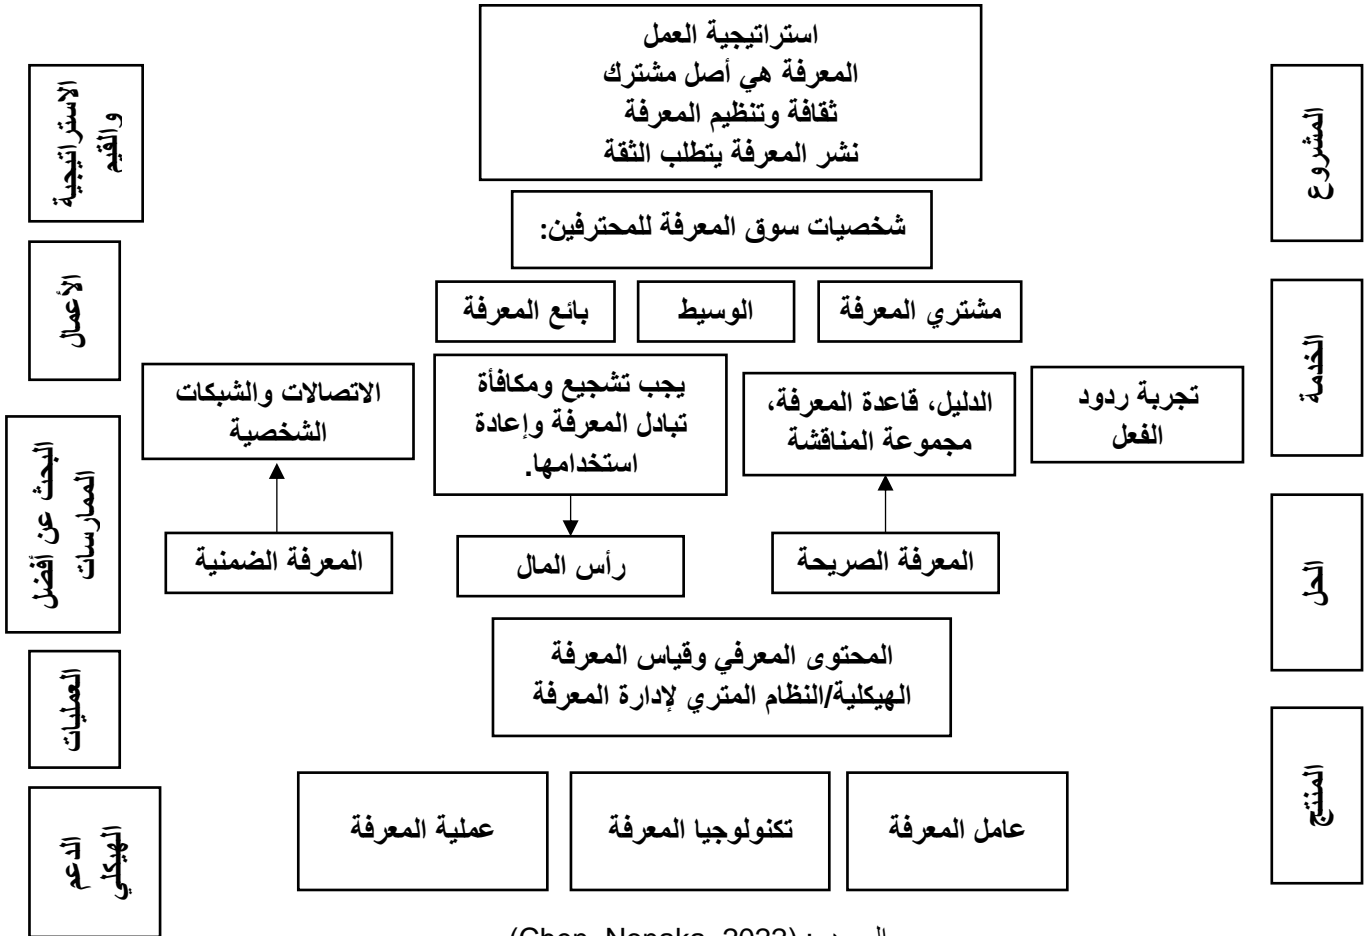 استراتيجية العمل
المعرفة هي أصل مشترك
ثقافة وتنظيم المعرفة
نشر المعرفة يتطلب الثقة
المشروع
الاستراتيجية
والقيم
شخصيات سوق المعرفة للمحترفين:
مشتري المعرفة
الوسيط
بائع المعرفة
الخدمة
الأعمال
تجربة ردود
الفعل
الدليل، قاعدة المعرفة،
مجموعة المناقشة
يجب تشجيع ومكافأة
تبادل المعرفة وإعادة
استخدامها.
الاتصالات والشبكات
الشخصية
البحث عن أفضل
الممارسات
الحل
المعرفة الصريحة
رأس المال
المعرفة الضمنية
المحتوى المعرفي وقياس المعرفة
الهيكلية/النظام المتري لإدارة المعرفة
العمليات
المنتج
عامل المعرفة
تكنولوجيا المعرفة
عملية المعرفة
الدعم
الهيكلي